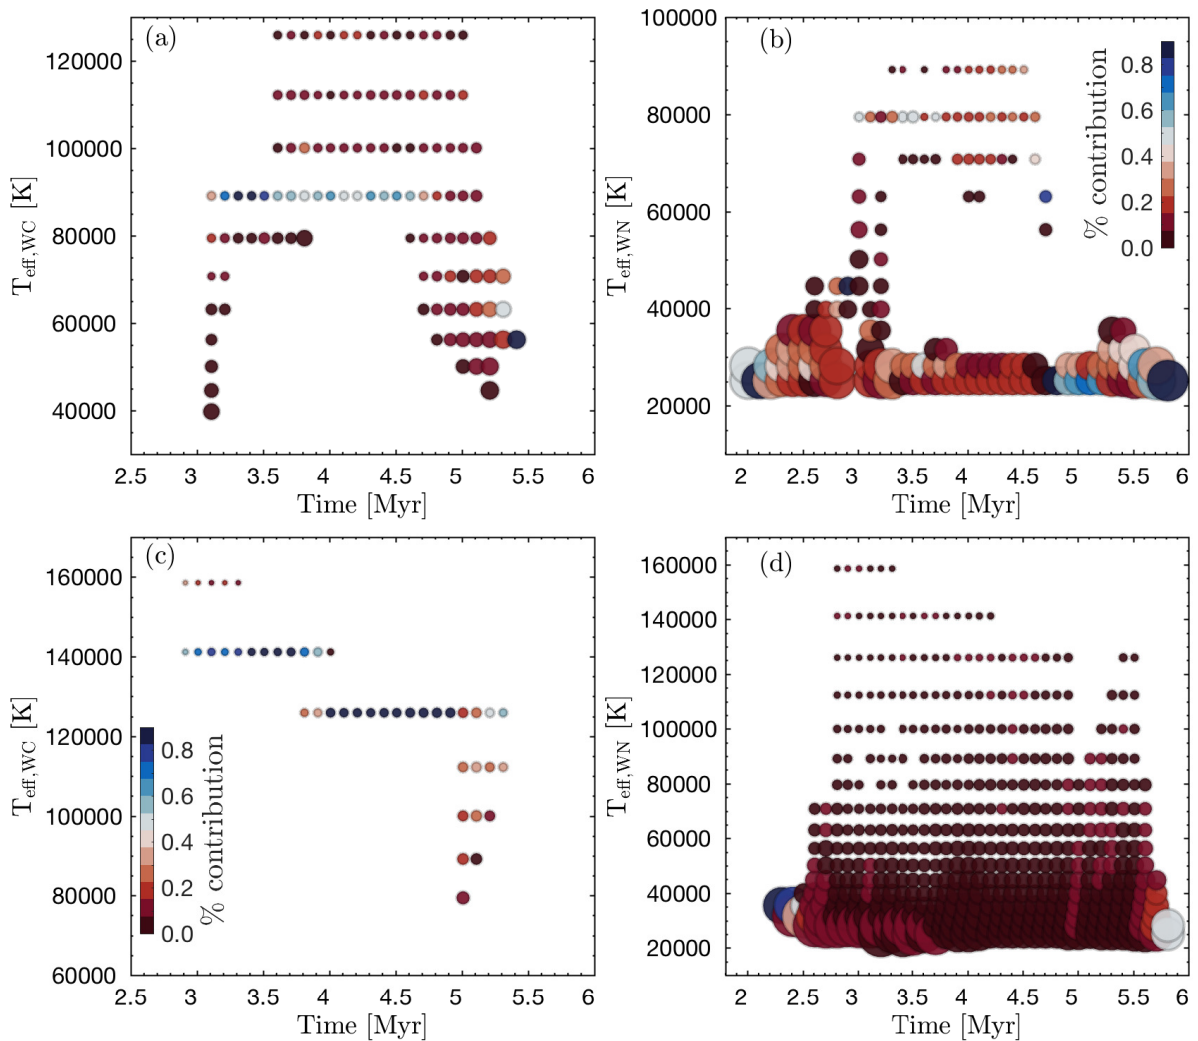 (a)
120000
100000
80000
60000
40000
T_eff,WC [K]
2.5 3 3.5 4 4.5 5 5.5 6
Time [Myr]
(b)
100000
80000
60000
40000
20000
T_eff,WN [K]
0.8
0.6
0.4
0.2
0.0
% contribution
2 2.5 3 3.5 4 4.5 5 5.5 6
Time [Myr]
(c)
160000
140000
120000
100000
80000
60000
T_eff,WC [K]
0.8
0.6
0.4
0.2
0.0
% contribution
2.5 3 3.5 4 4.5 5 5.5 6
Time [Myr]
(d)
160000
140000
120000
100000
80000
60000
40000
20000
T_eff,WN [K]
2 2.5 3 3.5 4 4.5 5 5.5 6
Time [Myr]